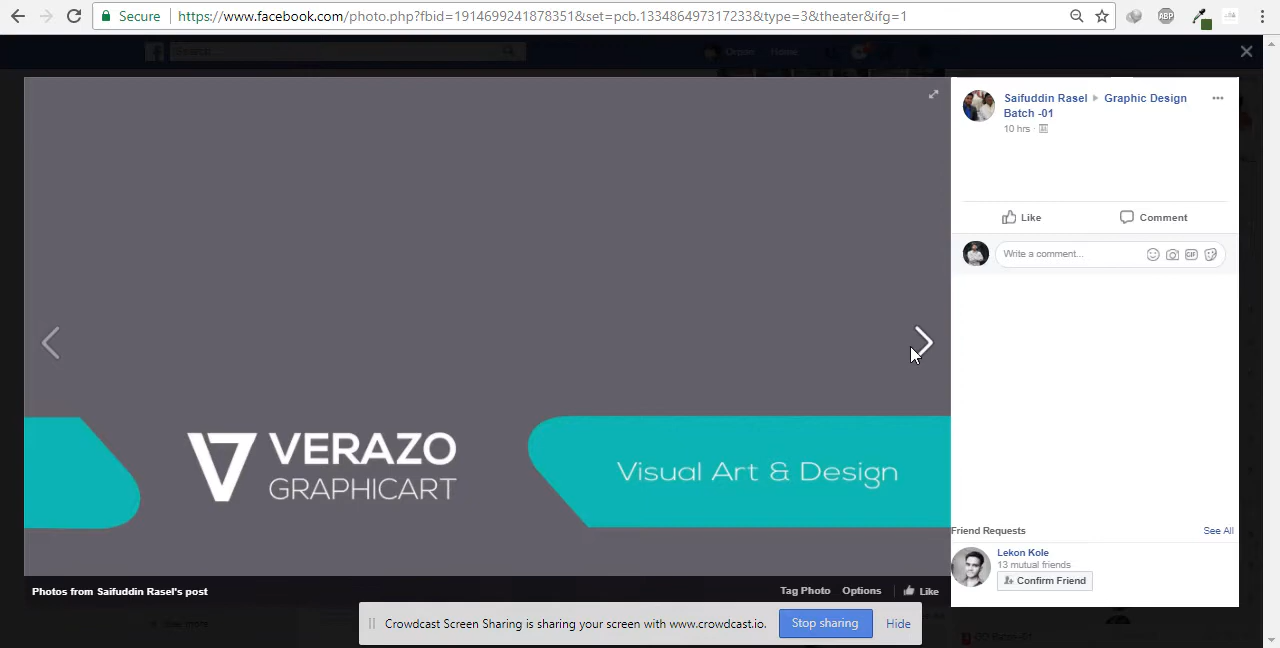 Secure
https://www.facebook.com/photo.php?fbid=1914699241878351&set=pcb.133486497317233&type=3&theater&ifg=1
ABP
Home
Saifuddin Rasel Graphic Design
Batch -01
10 hrs ·
Like Comment
Write a comment...
GIF
VERAZO
GRAPHICART
Visual Art & Design
Friend Requests See All
Lekon Kole
13 mutual friends
Confirm Friend
Photos from Saifuddin Rasel's post Tag Photo Options Like
Crowdcast Screen Sharing is sharing your screen with www.crowdcast.io. Stop sharing Hide